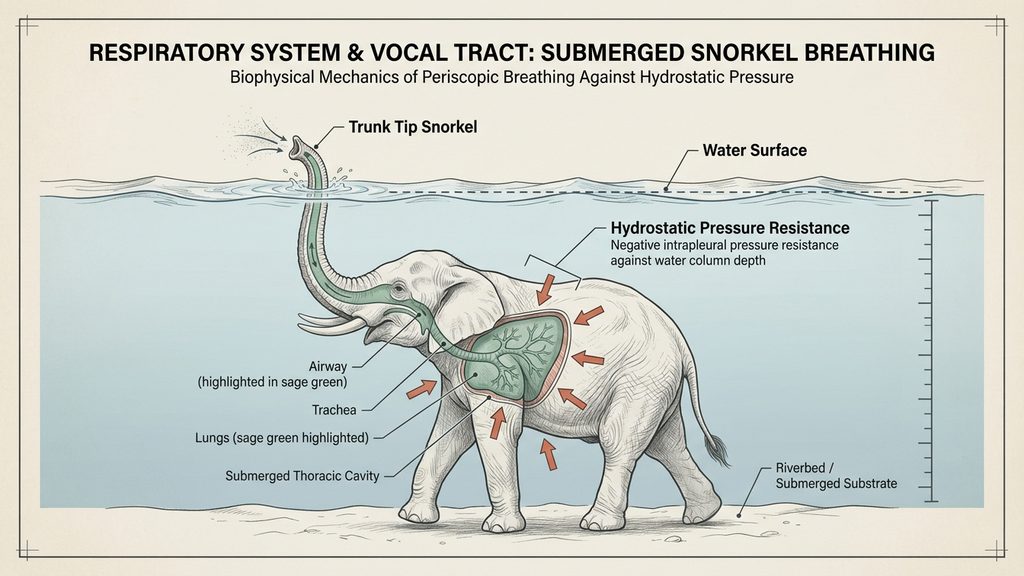 RESPIRATORY SYSTEM & VOCAL TRACT: SUBMERGED SNORKEL BREATHING
Biophysical Mechanics of Periscopic Breathing Against Hydrostatic Pressure
Trunk Tip Snorkel
Water Surface
Hydrostatic Pressure Resistance
Negative intrapleural pressure resistance
against water column depth
Airway
(highlighted in sage green)
Trachea
Lungs (sage green highlighted)
Submerged Thoracic Cavity
Riverbed /
Submerged Substrate